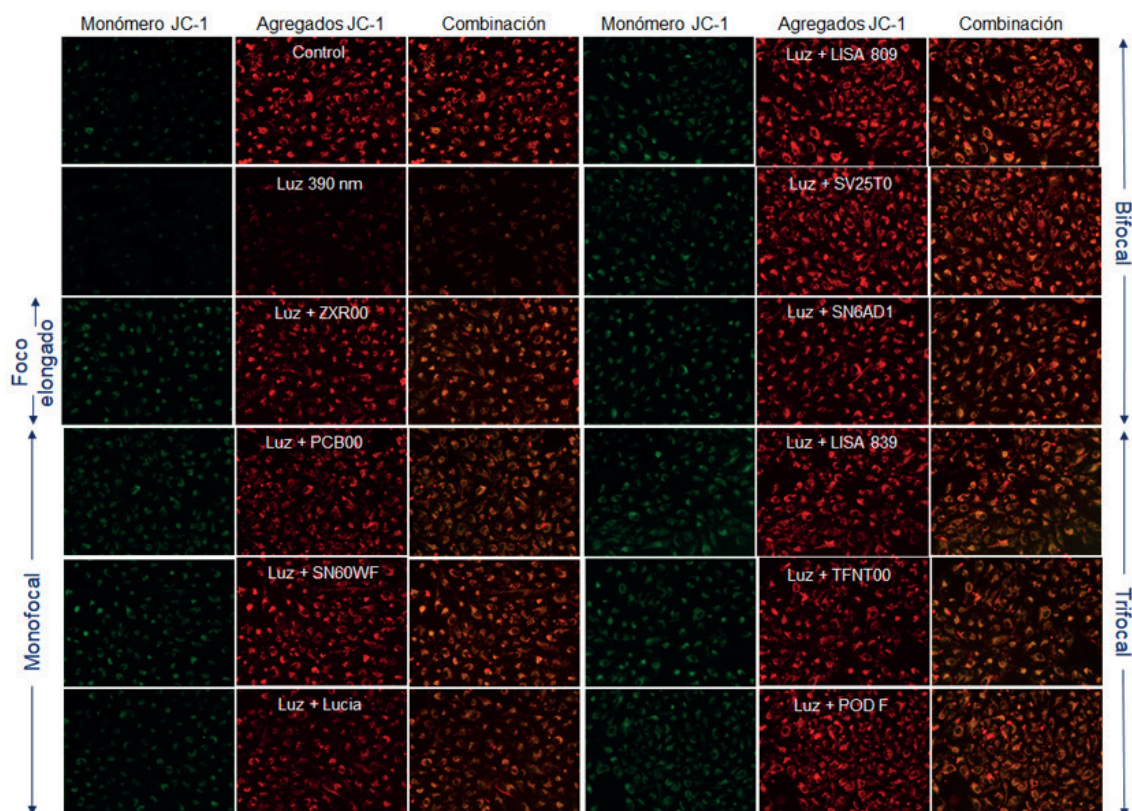 Monómero JC-1 Agregados JC-1 Combinación Monómero JC-1 Agregados JC-1 Combinación
Control
Luz + LISA 809
Luz 390 nm
Luz + SV25T0
Luz + ZXR00
Luz + SN6AD1
Luz + PCB00
Luz + LISA 839
Luz + SN60WF
Luz + TFNT00
Luz + Lucia
Luz + POD F
Foco
elongado
Monofocal
Bifocal
Trifocal